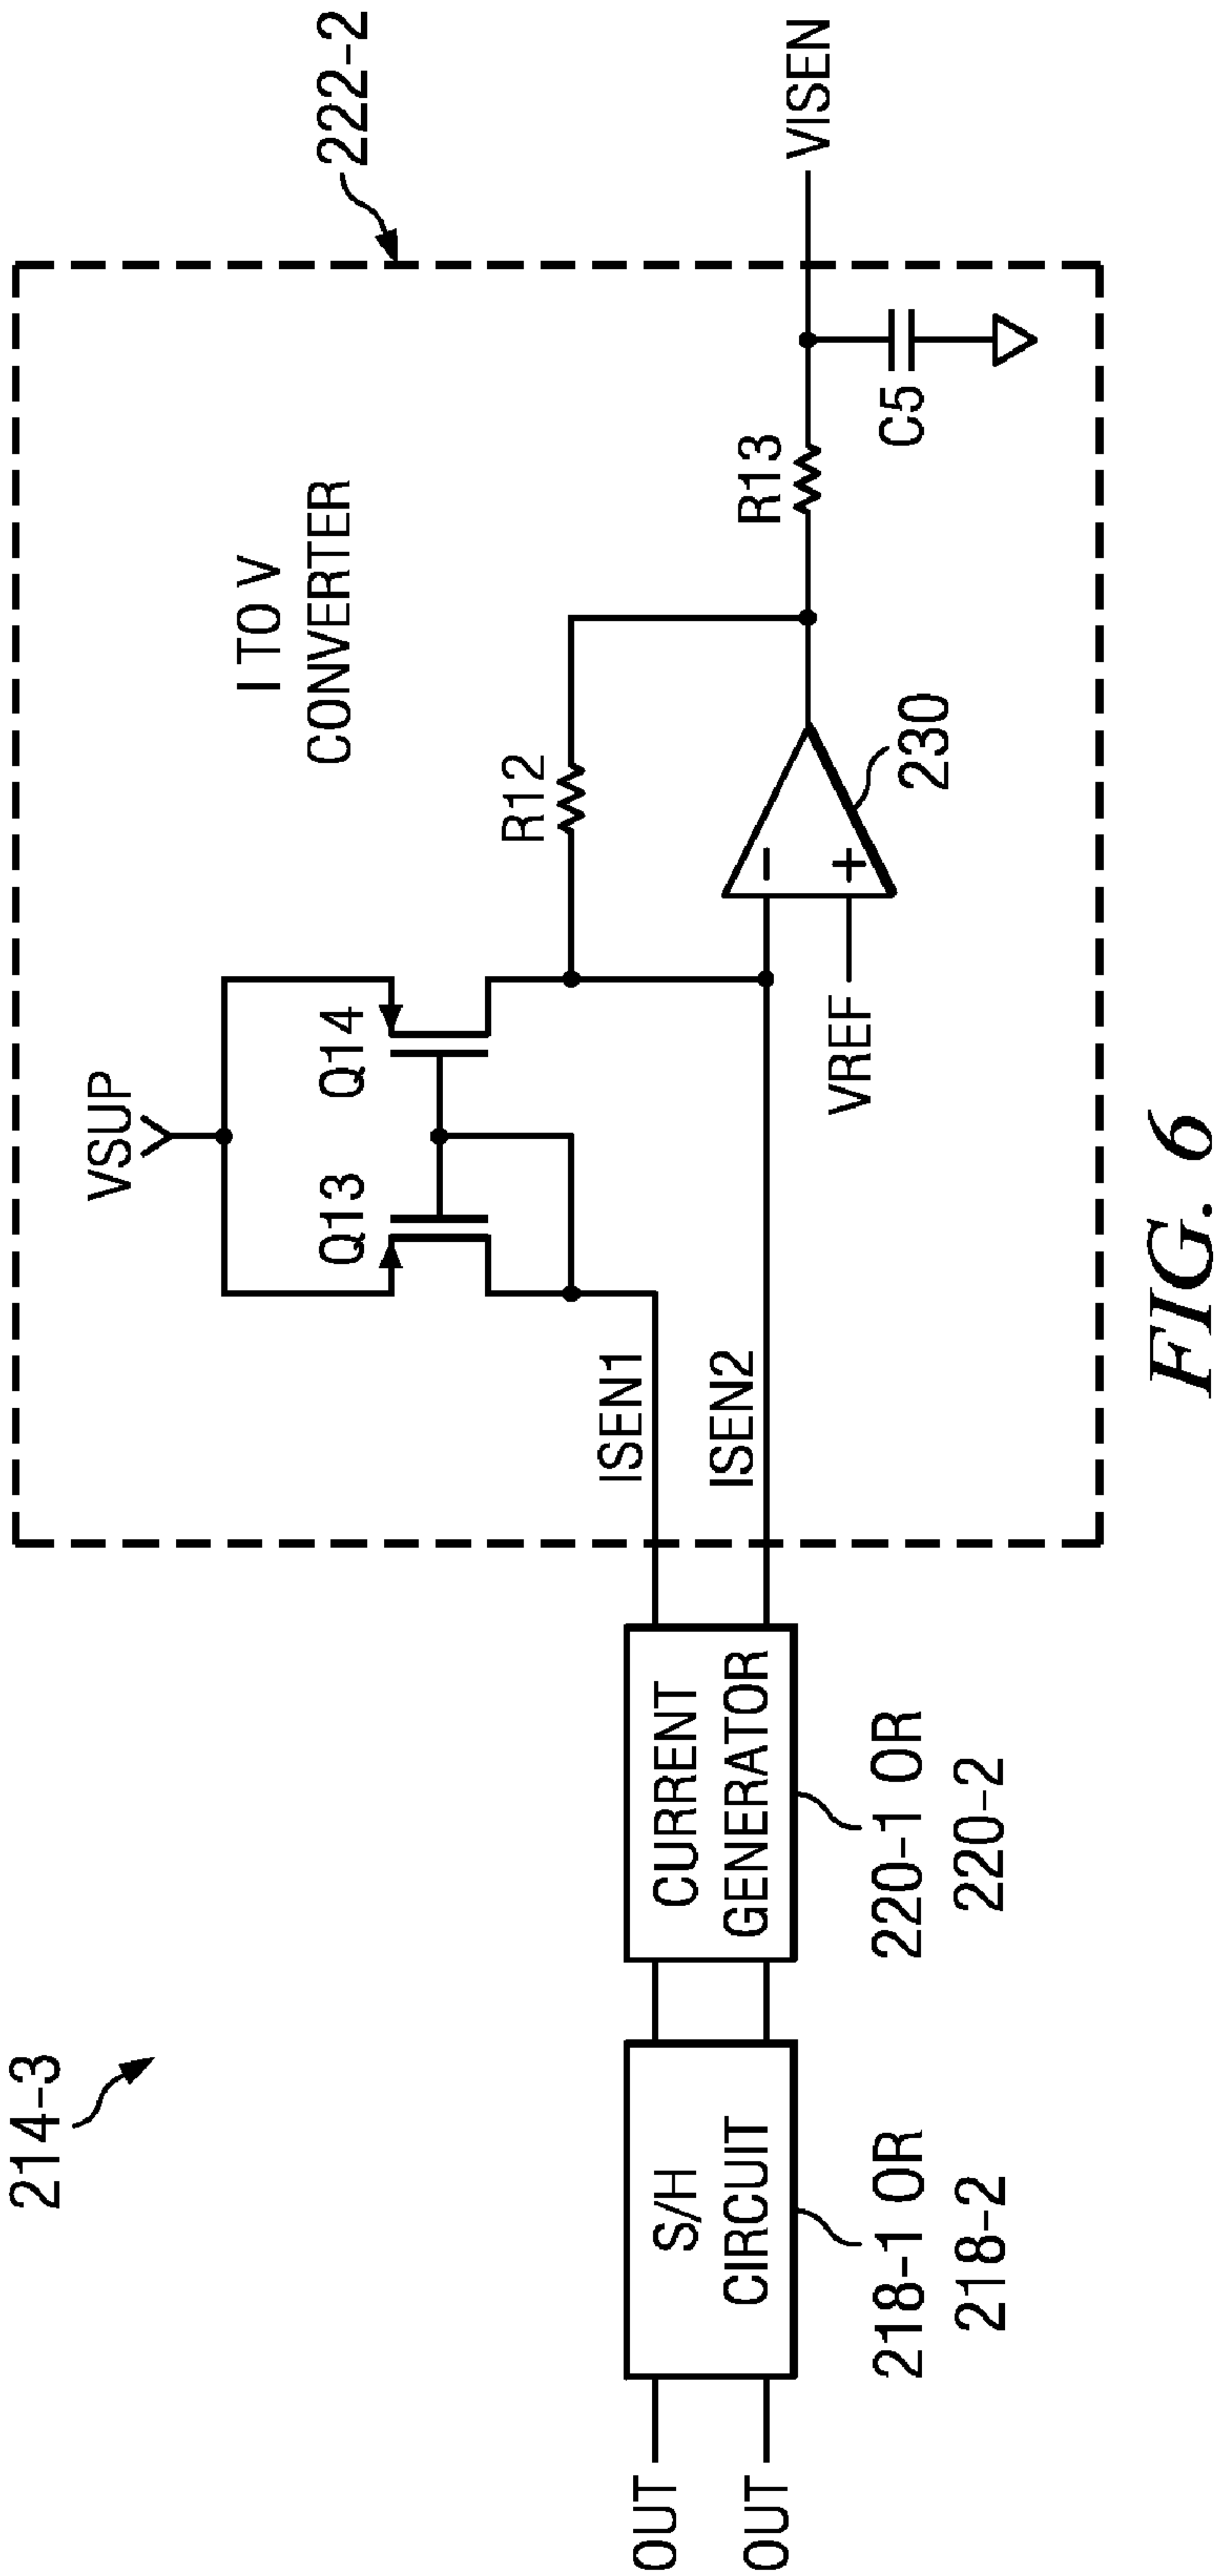 214-3
222-2
VSUP
Q13
Q14
I TO V
CONVERTER
R12
ISEN1
ISEN2
VREF
-
+
230
R13
C5
VISEN
OUT
OUT
S/H
CIRCUIT
218-1 OR
218-2
CURRENT
GENERATOR
220-1 OR
220-2
FIG. 6